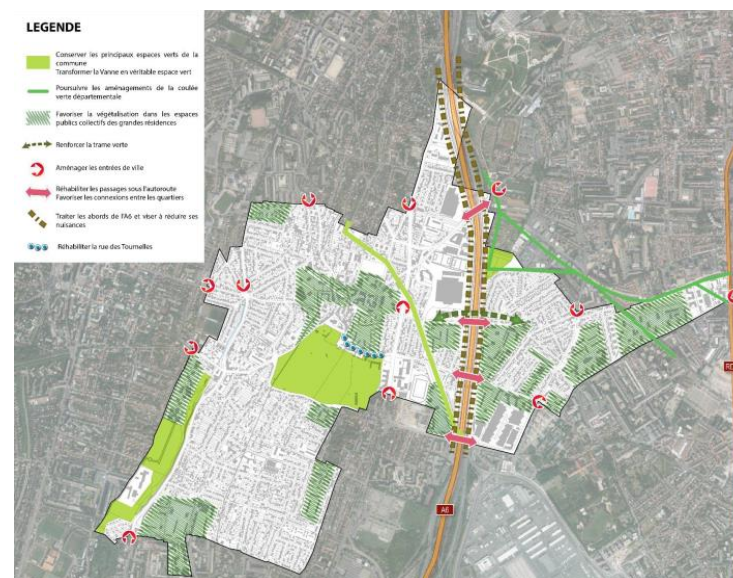 LEGENDE
Conserver les principaux espaces verts de la
commune
Transformer la Vanne en véritable espace vert
Poursuivre les aménagements de la coulée
verte départementale
Favoriser la végétalisation dans les espaces
publics collectifs des grandes résidences
Renforcer la trame verte
Aménager les entrées de ville
Réhabiliter les passages sous l'autoroute
Favoriser les connexions entre les quartiers
Traiter les abords de l'A6 et viser à réduire ses
nuisances
Réhabiliter la rue des Tournelles
A6